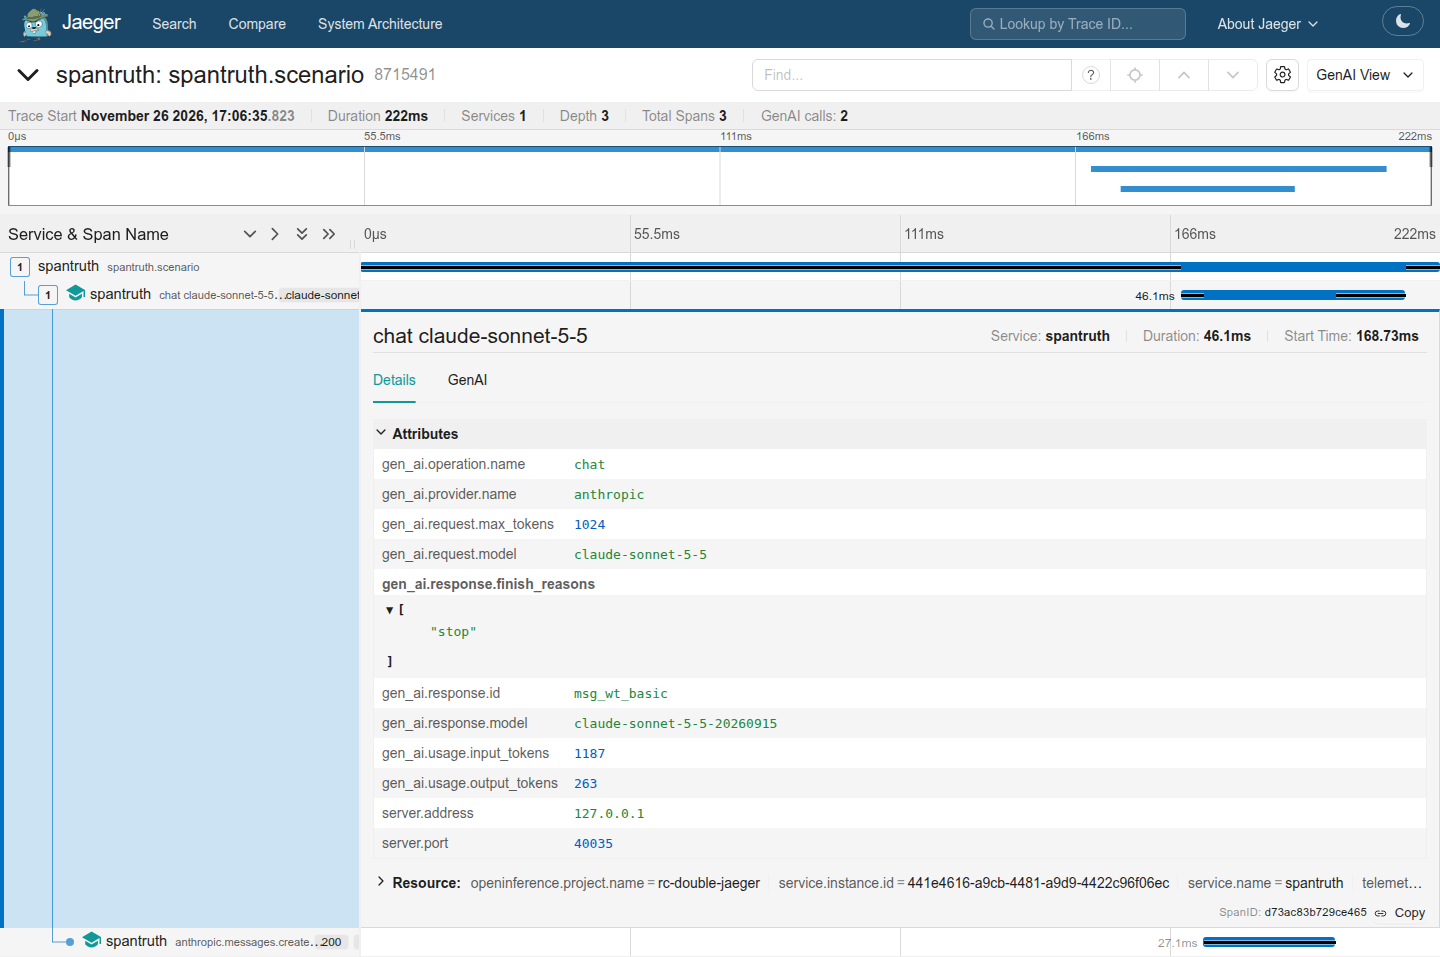 Jaeger Search Compare System Architecture Lookup by Trace ID... About Jaeger
spantruth: spantruth.scenario 8715491 Find... ? GenAI View
Trace Start November 26 2026, 17:06:35.823 Duration 222ms Services 1 Depth 3 Total Spans 3 GenAI calls: 2
0μs 55.5ms 111ms 166ms 222ms
Service & Span Name 0μs 55.5ms 111ms 166ms 222ms
1 spantruth spantruth.scenario
1 spantruth chat claude-sonnet-5-5... claude-sonnet 46.1ms
chat claude-sonnet-5-5 Service: spantruth Duration: 46.1ms Start Time: 168.73ms
Details GenAI
Attributes
gen_ai.operation.name chat
gen_ai.provider.name anthropic
gen_ai.request.max_tokens 1024
gen_ai.request.model claude-sonnet-5-5
gen_ai.response.finish_reasons
[
"stop"
]
gen_ai.response.id msg_wt_basic
gen_ai.response.model claude-sonnet-5-5-20260915
gen_ai.usage.input_tokens 1187
gen_ai.usage.output_tokens 263
server.address 127.0.0.1
server.port 40035
Resource: openinference.project.name = rc-double-jaeger service.instance.id = 441e4616-a9cb-4481-a9d9-4422c96f06ec service.name = spantruth telemet...
SpanID: d73ac83b729ce465 Copy
spantruth anthropic.messages.create... 200 27.1ms